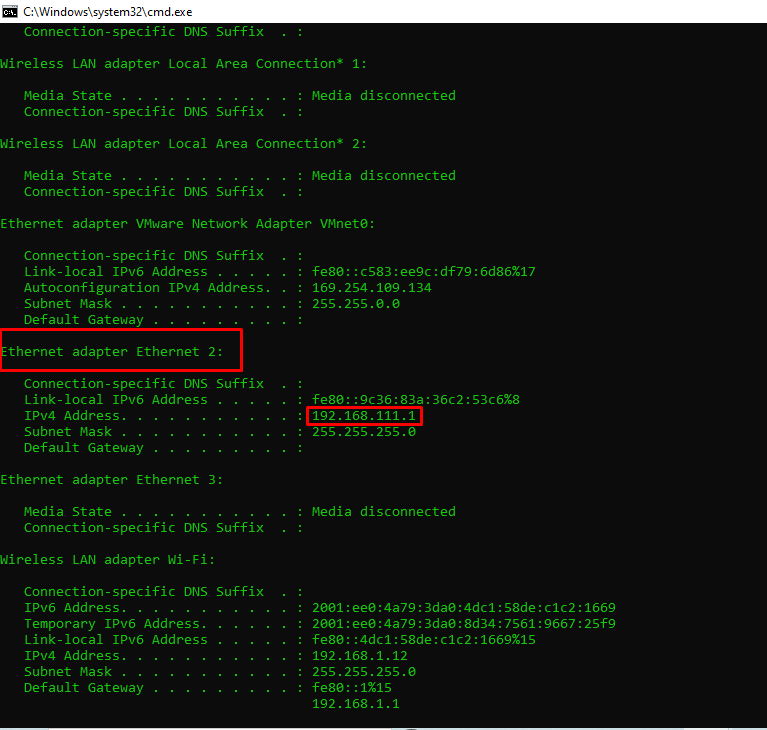 C:\Windows\system32\cmd.exe
Connection-specific DNS Suffix  . :
Wireless LAN adapter Local Area Connection* 1:
Media State . . . . . . . . . . . : Media disconnected
Connection-specific DNS Suffix  . :
Wireless LAN adapter Local Area Connection* 2:
Media State . . . . . . . . . . . : Media disconnected
Connection-specific DNS Suffix  . :
Ethernet adapter VMware Network Adapter VMnet0:
Connection-specific DNS Suffix  . :
Link-local IPv6 Address . . . . . : fe80::c583:ee9c:df79:6d86%17
Autoconfiguration IPv4 Address. . : 169.254.109.134
Subnet Mask . . . . . . . . . . . : 255.255.0.0
Default Gateway . . . . . . . . . :
Ethernet adapter Ethernet 2:
Connection-specific DNS Suffix  . :
Link-local IPv6 Address . . . . . : fe80::9c36:83a:36c2:53c6%8
IPv4 Address. . . . . . . . . . . : 192.168.111.1
Subnet Mask . . . . . . . . . . . : 255.255.255.0
Default Gateway . . . . . . . . . :
Ethernet adapter Ethernet 3:
Media State . . . . . . . . . . . : Media disconnected
Connection-specific DNS Suffix  . :
Wireless LAN adapter Wi-Fi:
Connection-specific DNS Suffix  . :
IPv6 Address. . . . . . . . . . . : 2001:ee0:4a79:3da0:4dc1:58de:c1c2:1669
Temporary IPv6 Address. . . . . . : 2001:ee0:4a79:3da0:8d34:7561:9667:25f9
Link-local IPv6 Address . . . . . : fe80::4dc1:58de:c1c2:1669%15
IPv4 Address. . . . . . . . . . . : 192.168.1.12
Subnet Mask . . . . . . . . . . . : 255.255.255.0
Default Gateway . . . . . . . . . : fe80::1%15
192.168.1.1